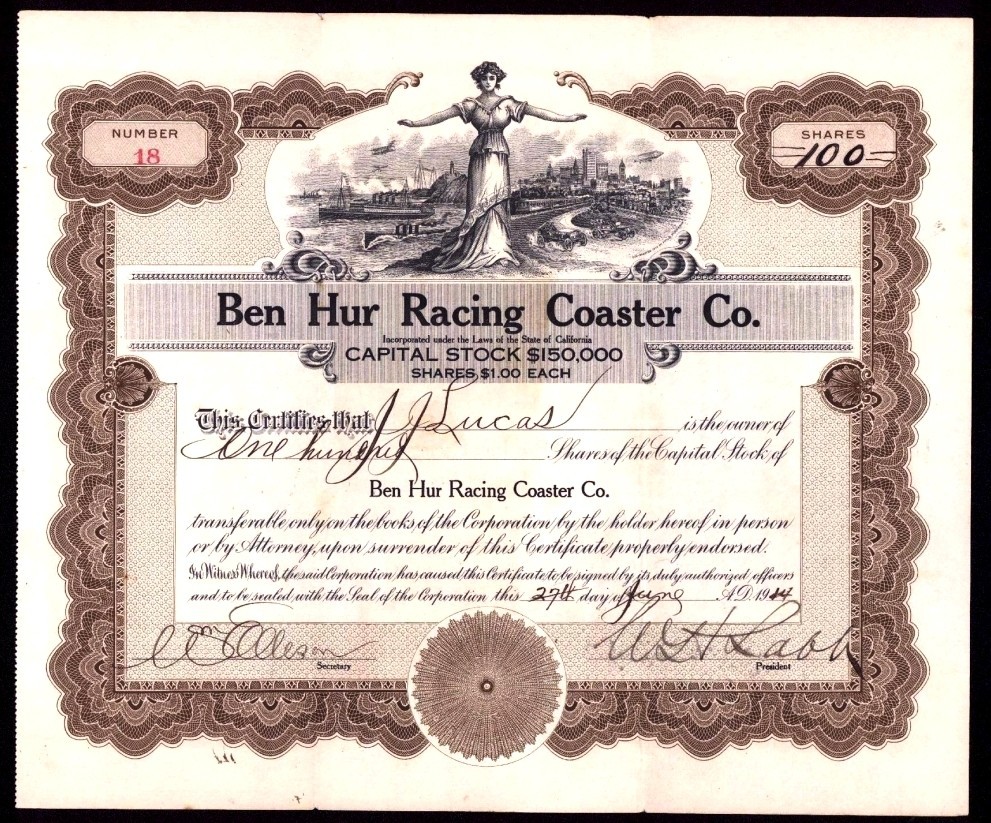 NUMBER
18
SHARES
100
Ben Hur Racing Coaster Co.
Incorporated under the Laws of the State of California
CAPITAL STOCK $150,000
SHARES, $1.00 EACH
This Certifies that J J Lucas is the owner of
One hundred Shares of the Capital Stock of
Ben Hur Racing Coaster Co.
transferable only on the books of the Corporation by the holder hereof in person
or by Attorney, upon surrender of this Certificate properly endorsed.
In Witness Whereof, the said Corporation has caused this Certificate to be signed by its duly authorized officers
and to be sealed with the Seal of the Corporation this 27th day of June A.D. 1914
Secretary
President